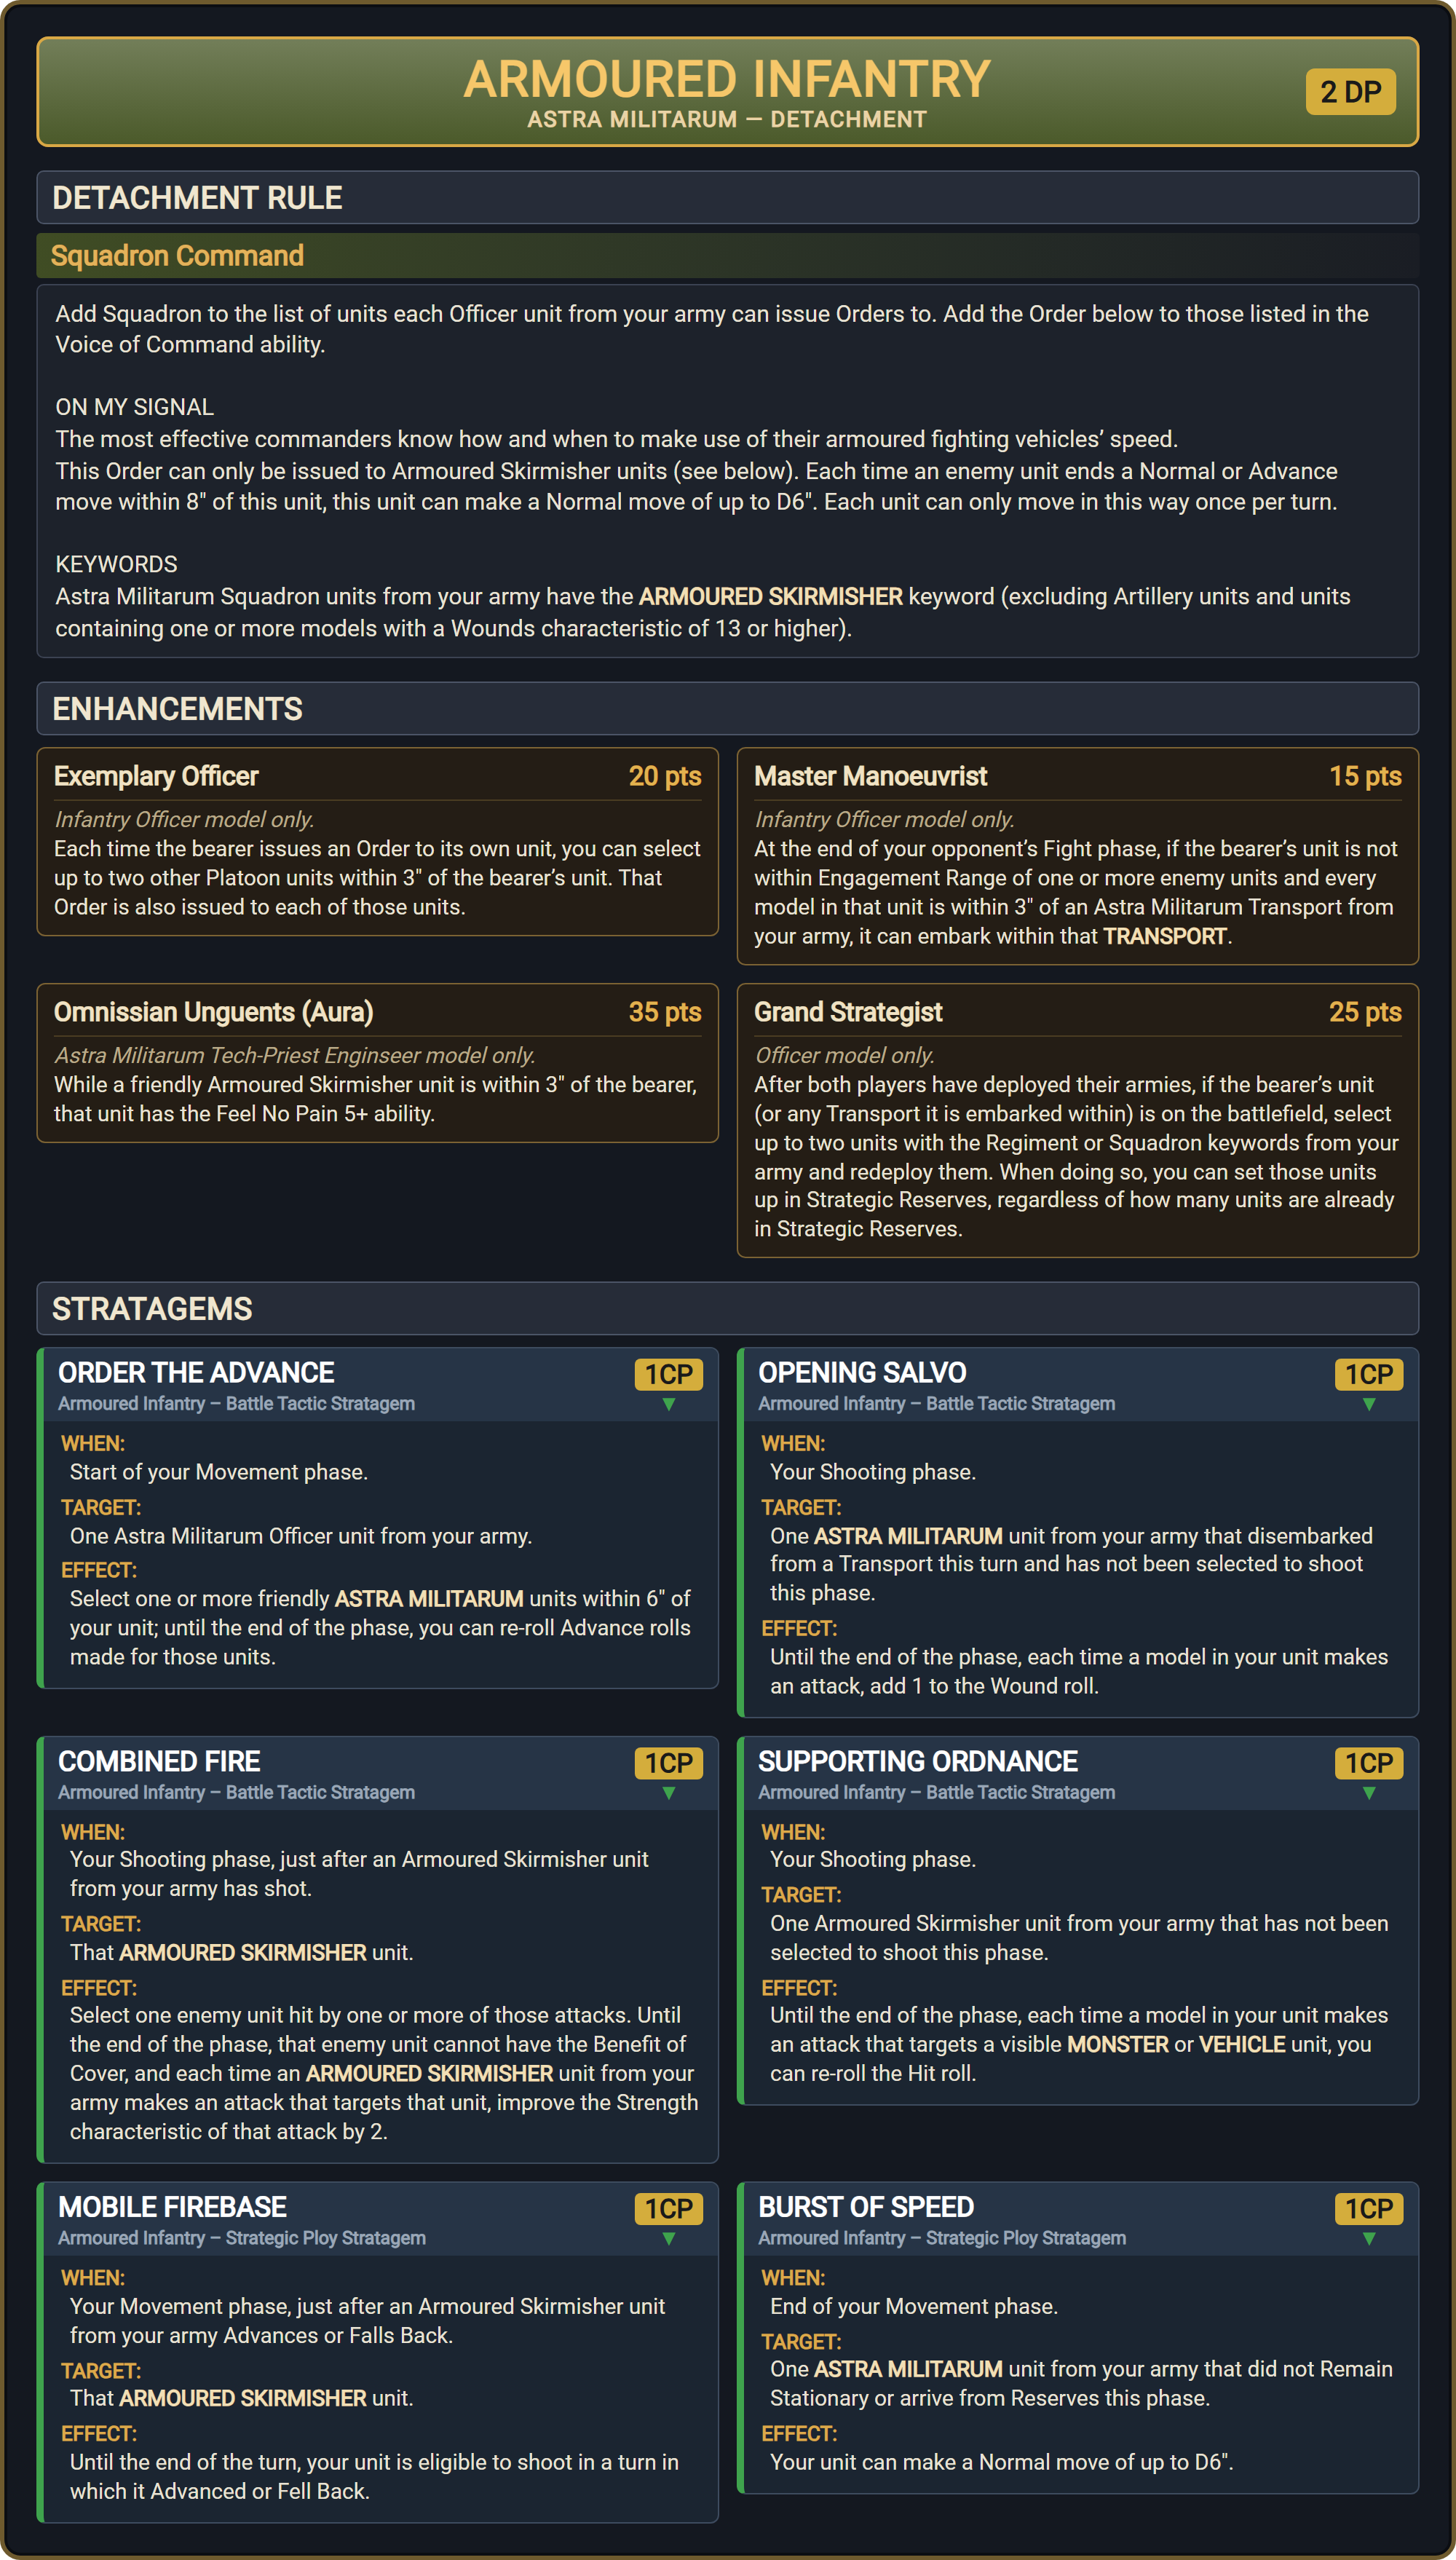 ARMOURED INFANTRY
ASTRA MILITARUM — DETACHMENT
2 DP
DETACHMENT RULE
Squadron Command
Add Squadron to the list of units each Officer unit from your army can issue Orders to. Add the Order below to those listed in the
Voice of Command ability.
ON MY SIGNAL
The most effective commanders know how and when to make use of their armoured fighting vehicles’ speed.
This Order can only be issued to Armoured Skirmisher units (see below). Each time an enemy unit ends a Normal or Advance
move within 8" of this unit, this unit can make a Normal move of up to D6". Each unit can only move in this way once per turn.
KEYWORDS
Astra Militarum Squadron units from your army have the ARMOURED SKIRMISHER keyword (excluding Artillery units and units
containing one or more models with a Wounds characteristic of 13 or higher).
ENHANCEMENTS
Exemplary Officer
20 pts
Infantry Officer model only.
Each time the bearer issues an Order to its own unit, you can select
up to two other Platoon units within 3" of the bearer’s unit. That
Order is also issued to each of those units.
Master Manoeuvrist
15 pts
Infantry Officer model only.
At the end of your opponent’s Fight phase, if the bearer’s unit is not
within Engagement Range of one or more enemy units and every
model in that unit is within 3" of an Astra Militarum Transport from
your army, it can embark within that TRANSPORT.
Omnissian Unguents (Aura)
35 pts
Astra Militarum Tech-Priest Enginseer model only.
While a friendly Armoured Skirmisher unit is within 3" of the bearer,
that unit has the Feel No Pain 5+ ability.
Grand Strategist
25 pts
Officer model only.
After both players have deployed their armies, if the bearer’s unit
(or any Transport it is embarked within) is on the battlefield, select
up to two units with the Regiment or Squadron keywords from your
army and redeploy them. When doing so, you can set those units
up in Strategic Reserves, regardless of how many units are already
in Strategic Reserves.
STRATAGEMS
ORDER THE ADVANCE
1CP
Armoured Infantry – Battle Tactic Stratagem
▼
WHEN:
Start of your Movement phase.
TARGET:
One Astra Militarum Officer unit from your army.
EFFECT:
Select one or more friendly ASTRA MILITARUM units within 6" of
your unit; until the end of the phase, you can re-roll Advance rolls
made for those units.
OPENING SALVO
1CP
Armoured Infantry – Battle Tactic Stratagem
▼
WHEN:
Your Shooting phase.
TARGET:
One ASTRA MILITARUM unit from your army that disembarked
from a Transport this turn and has not been selected to shoot
this phase.
EFFECT:
Until the end of the phase, each time a model in your unit makes
an attack, add 1 to the Wound roll.
COMBINED FIRE
1CP
Armoured Infantry – Battle Tactic Stratagem
▼
WHEN:
Your Shooting phase, just after an Armoured Skirmisher unit
from your army has shot.
TARGET:
That ARMOURED SKIRMISHER unit.
EFFECT:
Select one enemy unit hit by one or more of those attacks. Until
the end of the phase, that enemy unit cannot have the Benefit of
Cover, and each time an ARMOURED SKIRMISHER unit from your
army makes an attack that targets that unit, improve the Strength
characteristic of that attack by 2.
SUPPORTING ORDNANCE
1CP
Armoured Infantry – Battle Tactic Stratagem
▼
WHEN:
Your Shooting phase.
TARGET:
One Armoured Skirmisher unit from your army that has not been
selected to shoot this phase.
EFFECT:
Until the end of the phase, each time a model in your unit makes
an attack that targets a visible MONSTER or VEHICLE unit, you
can re-roll the Hit roll.
MOBILE FIREBASE
1CP
Armoured Infantry – Strategic Ploy Stratagem
▼
WHEN:
Your Movement phase, just after an Armoured Skirmisher unit
from your army Advances or Falls Back.
TARGET:
That ARMOURED SKIRMISHER unit.
EFFECT:
Until the end of the turn, your unit is eligible to shoot in a turn in
which it Advanced or Fell Back.
BURST OF SPEED
1CP
Armoured Infantry – Strategic Ploy Stratagem
▼
WHEN:
End of your Movement phase.
TARGET:
One ASTRA MILITARUM unit from your army that did not Remain
Stationary or arrive from Reserves this phase.
EFFECT:
Your unit can make a Normal move of up to D6".